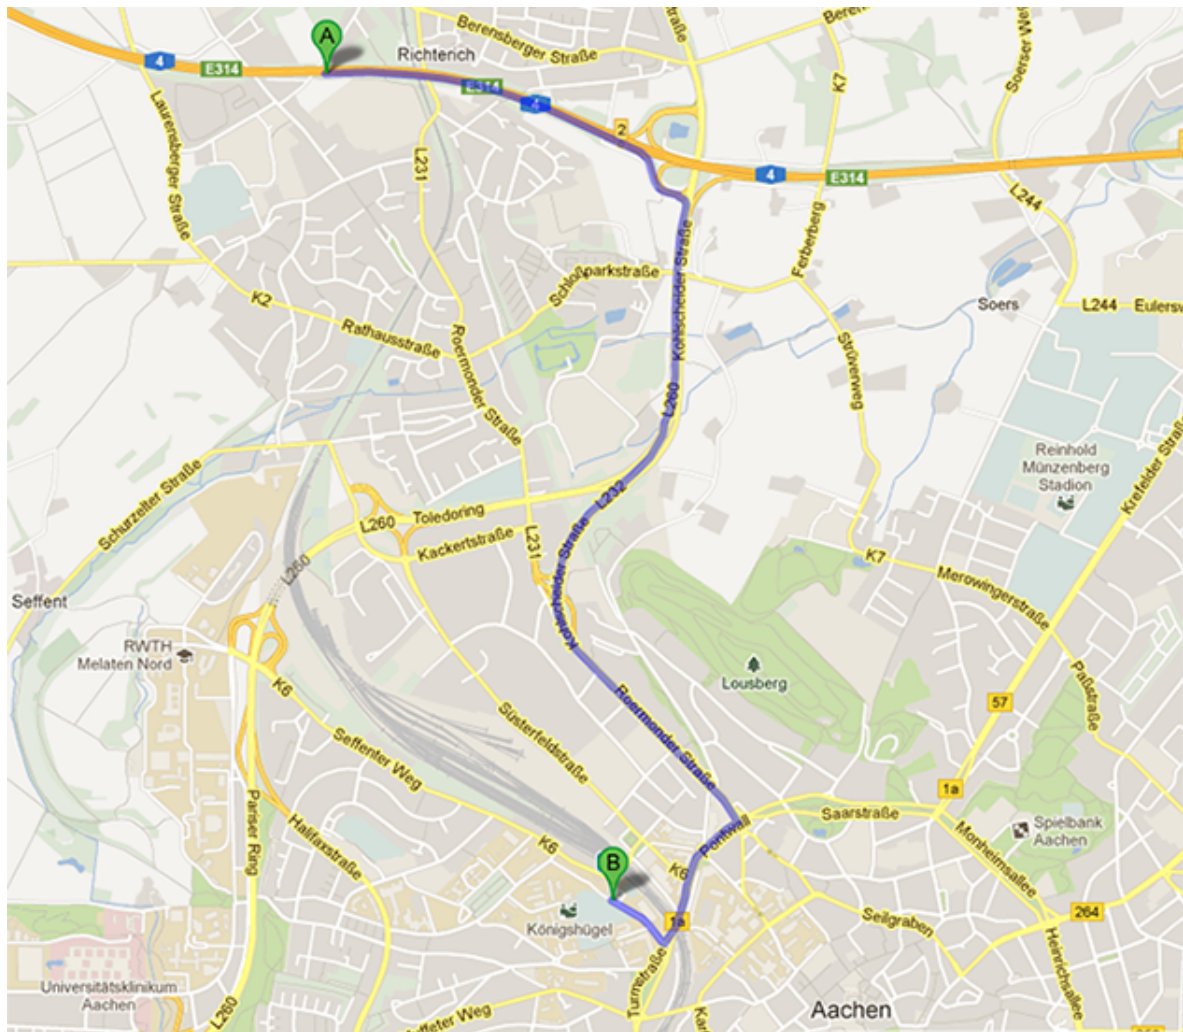 A
Richterich
Berensberger Straße
Soerser W
4
E314
K7
Laurensberger Straße
E314
4
2
L231
4
E314
L244
Ferberberg
Kohlscheider Straße
Schloßparkstraße
K2
Soers
L244
Rathausstraße
Roermonder Straße
Strüverweg
L260
Reinhold
Münzenberg
Stadion
Krefelder Straße
Schurzelter Straße
L232
Toledoring
L260
Kackertstraße
L231
L260
Kohlscheider Straße
K7
Merowingerstraße
Seffent
RWTH
Melaten Nord
Lousberg
K6
Süsterfeldstraße
Roermonder Straße
Paßstraße
57
Seffenter Weg
1a
Pariser Ring
Halifaxstraße
Saarstraße
Spielbank
Aachen
Monheimsallee
K6
Pontwall
B
K6
264
Königshügel
1a
Seilgraben
Heinrichsallee
Universitätsklinikum
Aachen
Turmstraße
L260
Weg
Aachen